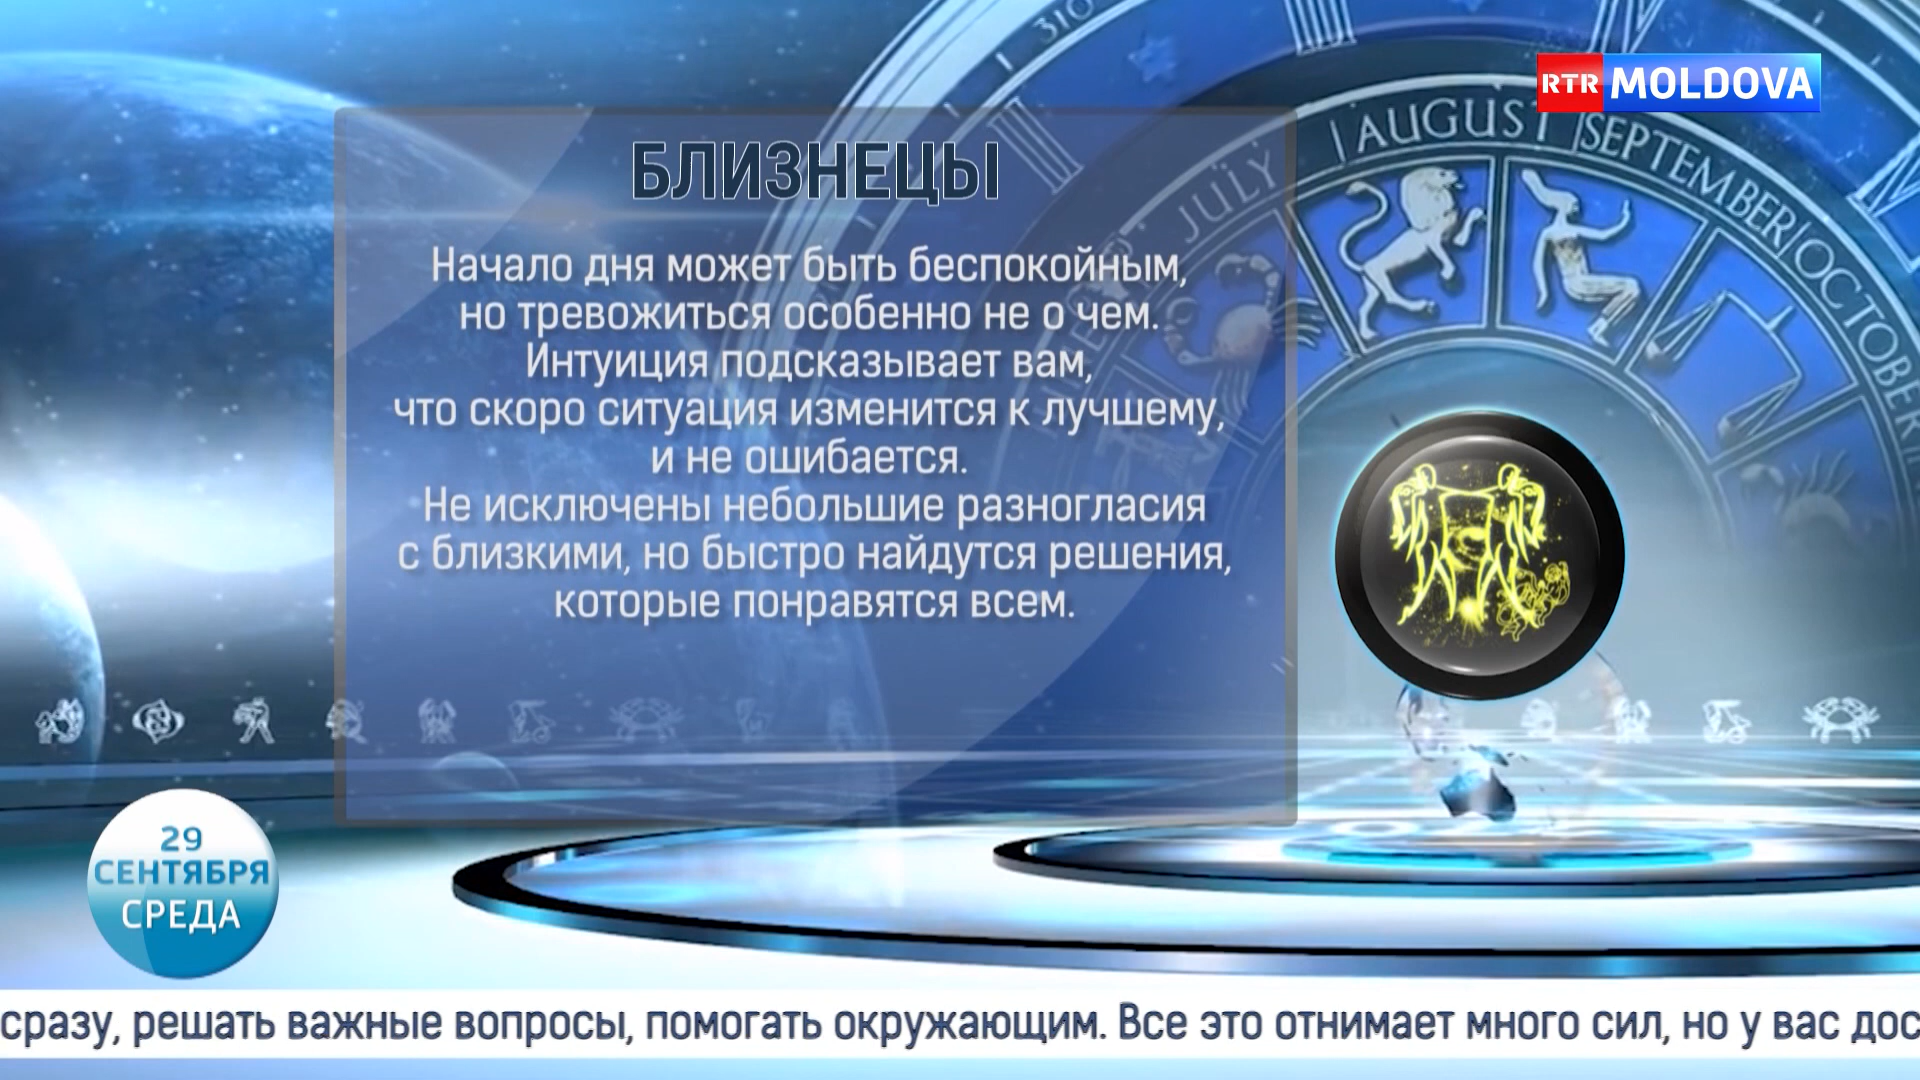 RTR MOLDOVA
310
JULY
AUGUST
SEPTEMBER
OCTOBER
БЛИЗНЕЦЫ
Начало дня может быть беспокойным,
но тревожиться особенно не о чем.
Интуиция подсказывает вам,
что скоро ситуация изменится к лучшему,
и не ошибается.
Не исключены небольшие разногласия
с близкими, но быстро найдутся решения,
которые понравятся всем.
29
СЕНТЯБРЯ
СРЕДА
сразу, решать важные вопросы, помогать окружающим. Все это отнимает много сил, но у вас дос